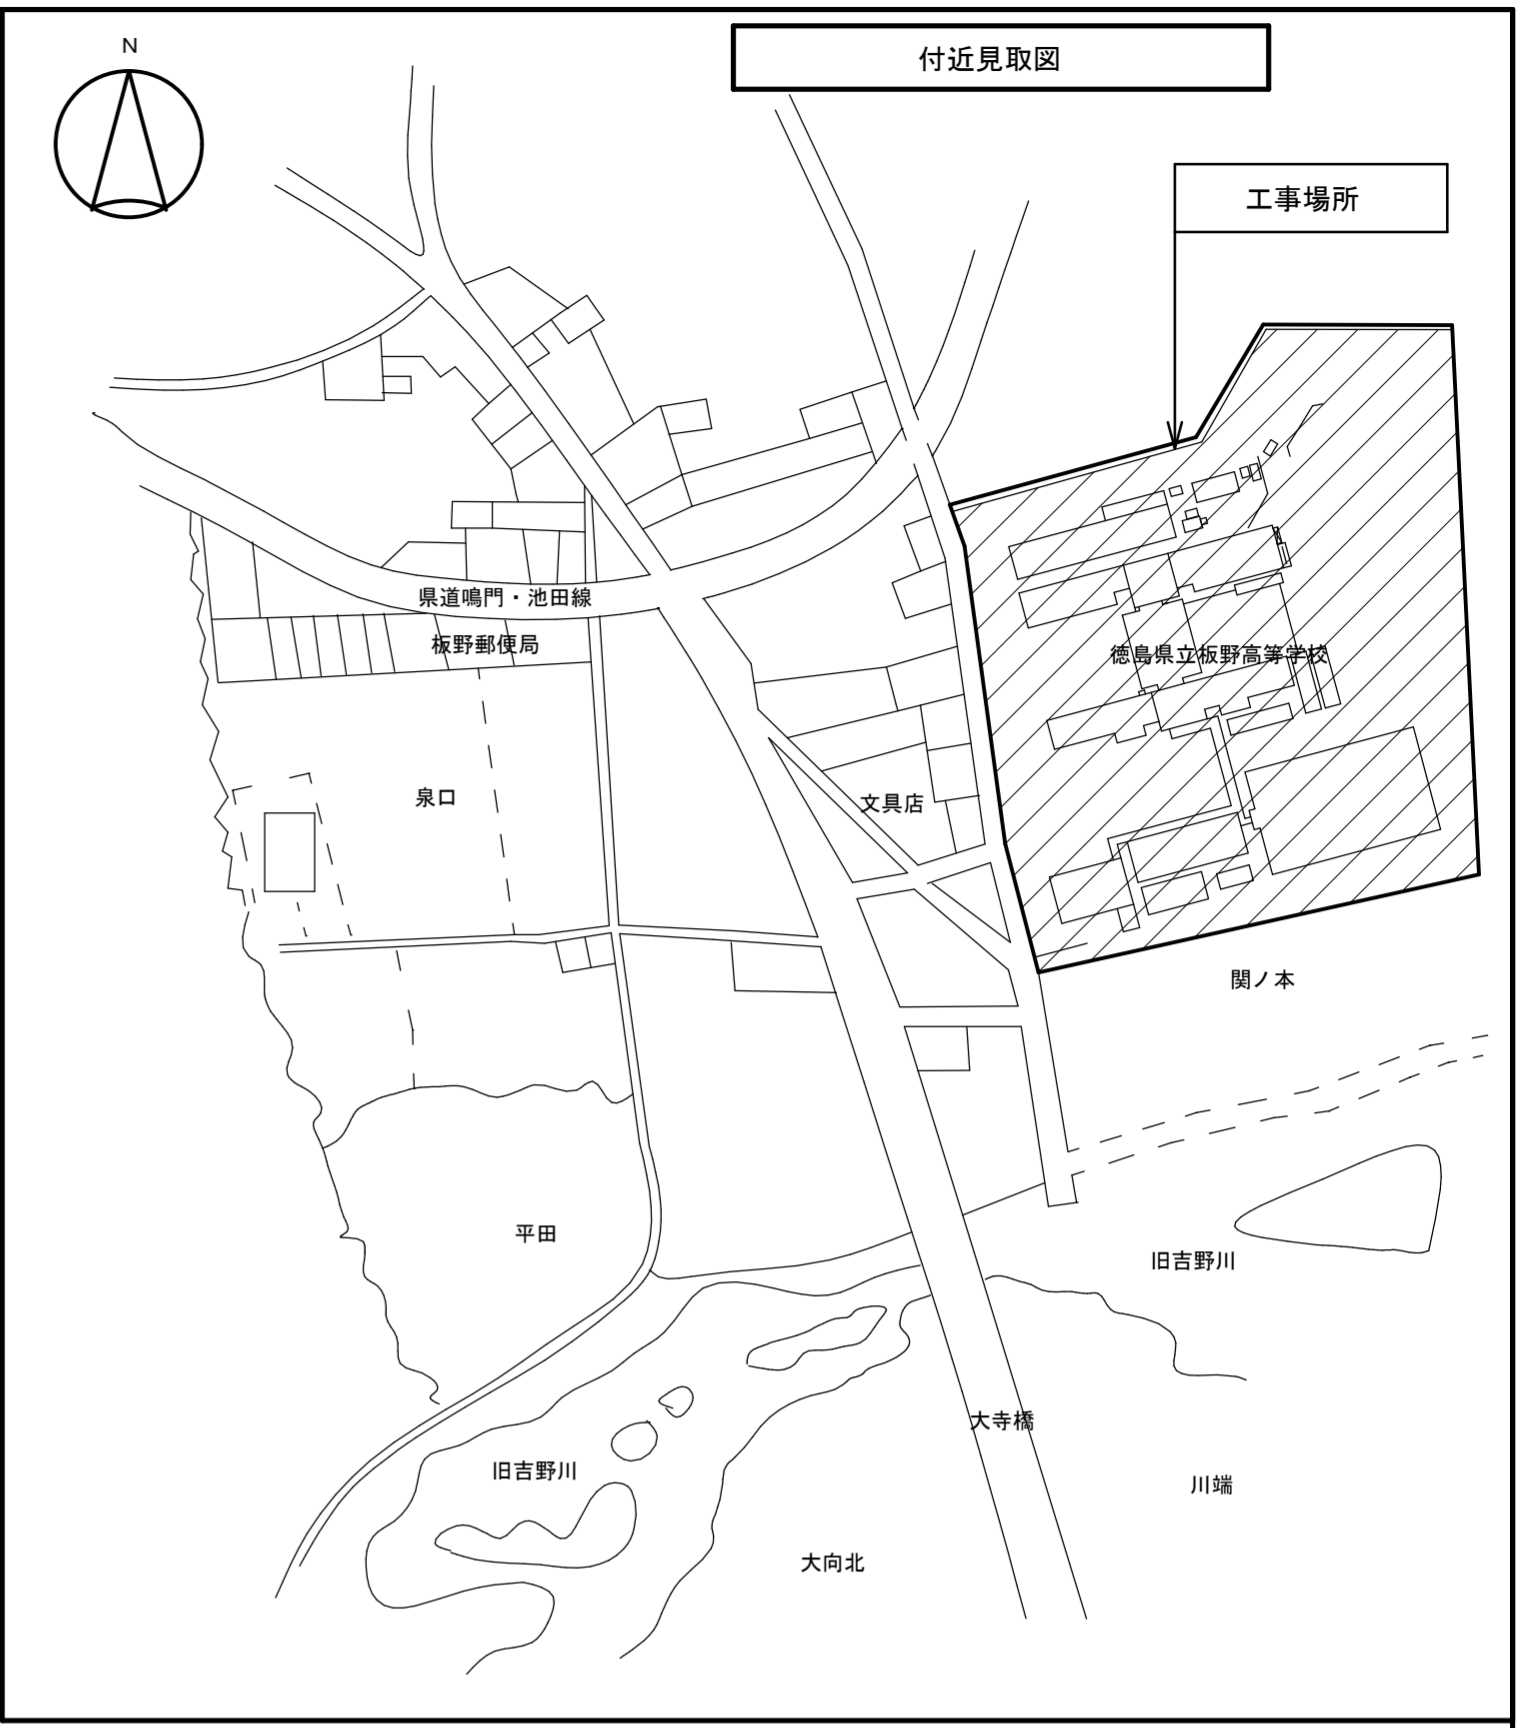 N
付近見取図
工事場所
県道鳴門・池田線
板野郵便局
徳島県立板野高等学校
泉口
文具店
関ノ本
平田
旧吉野川
大寺橋
旧吉野川
川端
大向北